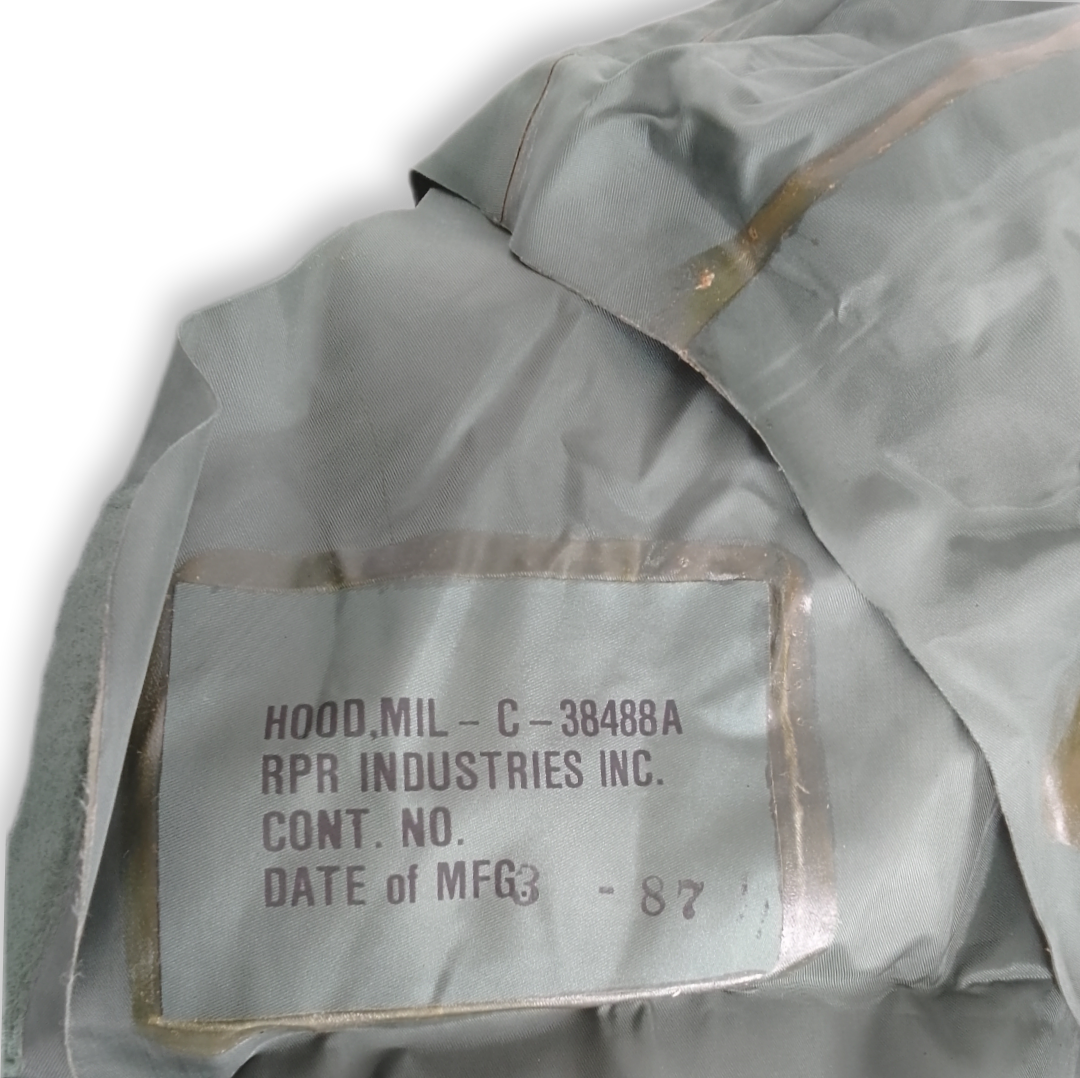 HOOD,MIL – C – 38488A
RPR INDUSTRIES INC.
CONT. NO.
DATE of MFG3 - 87